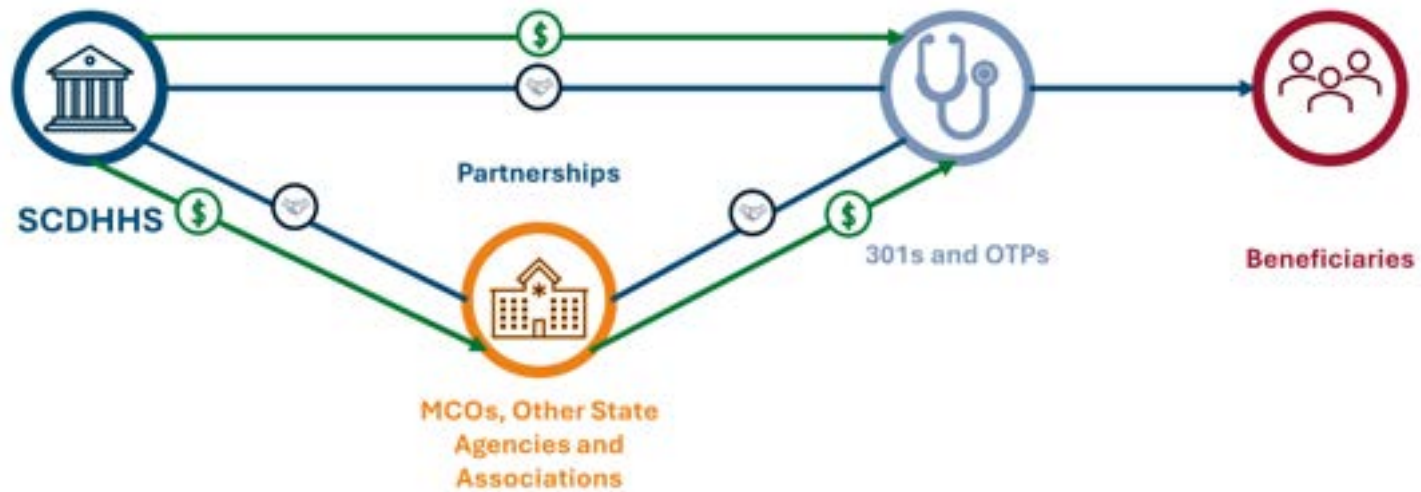 $
Partnerships
SCDHHS
$
$
301s and OTPs
Beneficiaries
MCOs, Other State
Agencies and
Associations